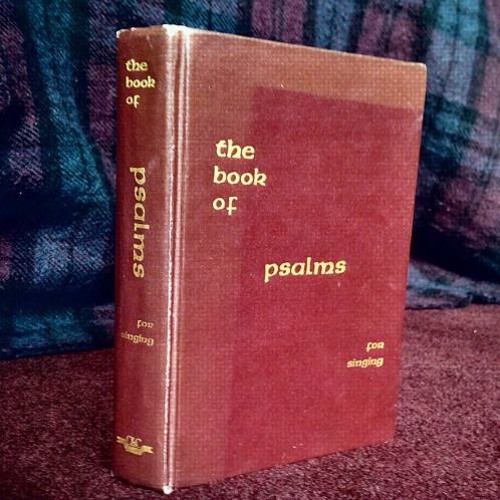 the
book
of
psalms
for
singing
the
book
of
psalms
for
singing